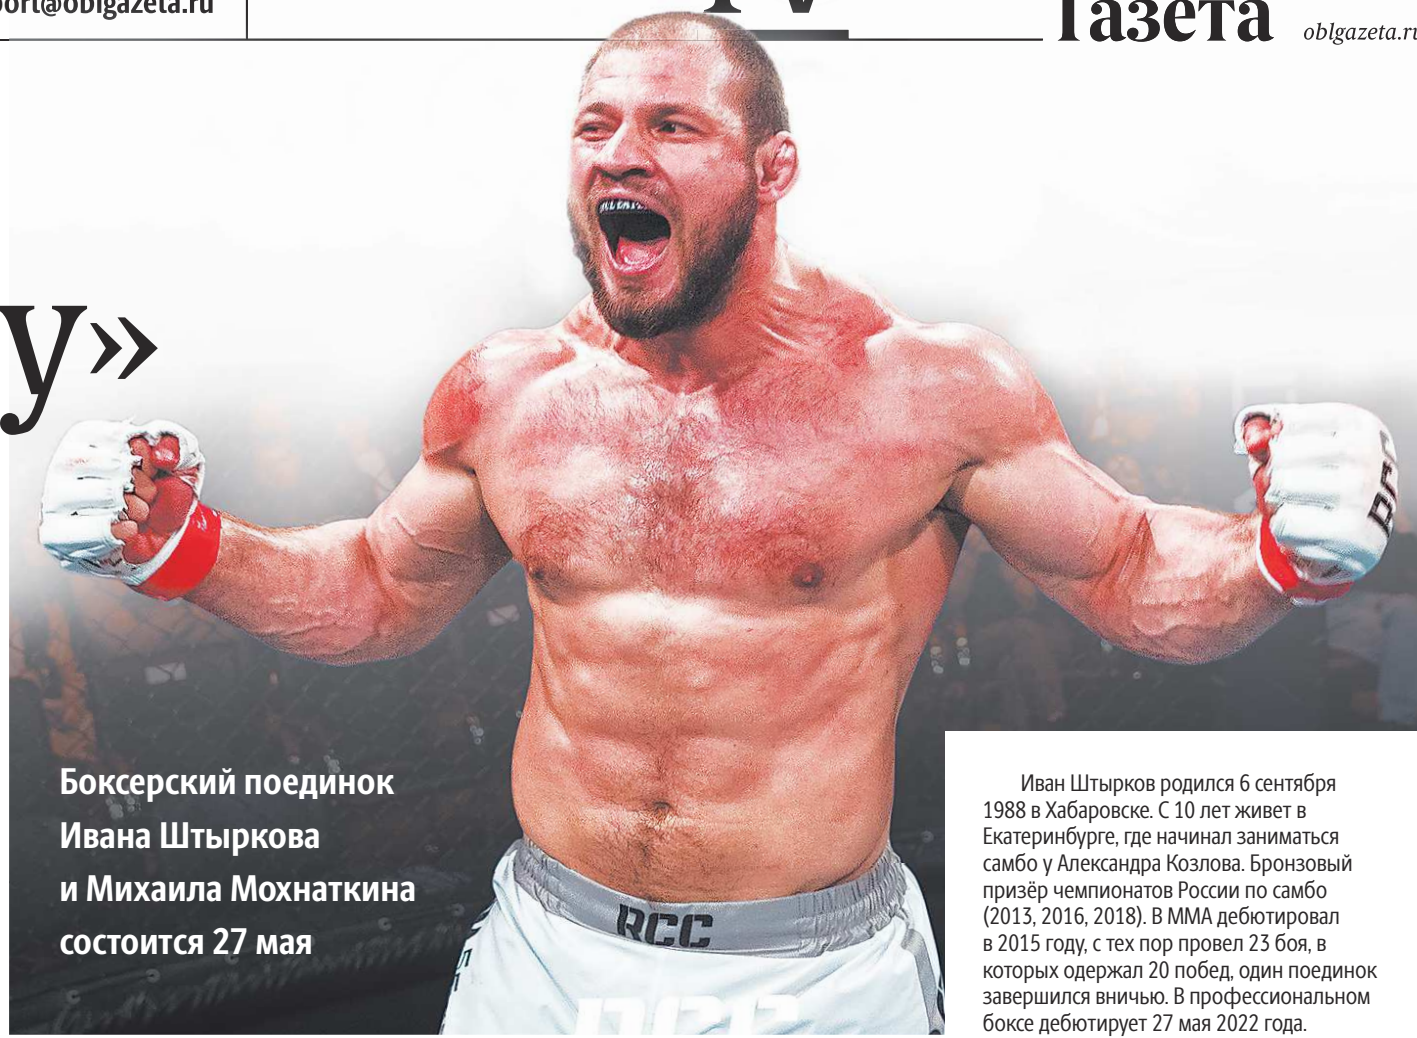 port@oblgazeta.ru
Газета
oblgazeta.ru
у»
Боксерский поединок
Ивана Штыркова
и Михаила Мохнаткина
состоится 27 мая
RCC
Иван Штырков родился 6 сентября
1988 в Хабаровске. С 10 лет живет в
Екатеринбурге, где начинал заниматься
самбо у Александра Козлова. Бронзовый
призёр чемпионатов России по самбо
(2013, 2016, 2018). В ММА дебютировал
в 2015 году, с тех пор провел 23 боя, в
которых одержал 20 побед, один поединок
завершился вничью. В профессиональном
боксе дебютирует 27 мая 2022 года.